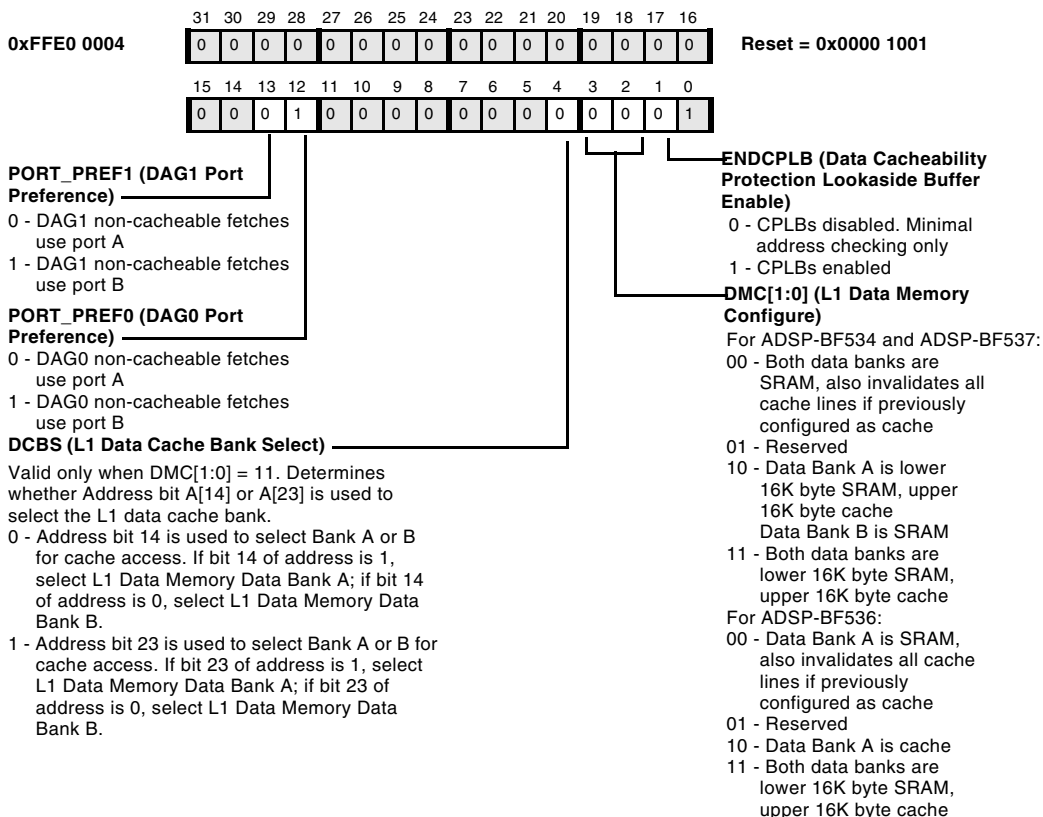 31 30 29 28 27 26 25 24 23 22 21 20 19 18 17 16
0xFFE0 0004
0 0 0 0 0 0 0 0 0 0 0 0 0 0 0 0
Reset = 0x0000 1001
15 14 13 12 11 10 9 8 7 6 5 4 3 2 1 0
0 0 0 1 0 0 0 0 0 0 0 0 0 0 0 1
PORT_PREF1 (DAG1 Port
Preference)
0 - DAG1 non-cacheable fetches
use port A
1 - DAG1 non-cacheable fetches
use port B
PORT_PREF0 (DAG0 Port
Preference)
0 - DAG0 non-cacheable fetches
use port A
1 - DAG0 non-cacheable fetches
use port B
DCBS (L1 Data Cache Bank Select)
Valid only when DMC[1:0] = 11. Determines
whether Address bit A[14] or A[23] is used to
select the L1 data cache bank.
0 - Address bit 14 is used to select Bank A or B
for cache access. If bit 14 of address is 1,
select L1 Data Memory Data Bank A; if bit 14
of address is 0, select L1 Data Memory Data
Bank B.
1 - Address bit 23 is used to select Bank A or B for
cache access. If bit 23 of address is 1, select
L1 Data Memory Data Bank A; if bit 23 of
address is 0, select L1 Data Memory Data
Bank B.
ENDCPLB (Data Cacheability
Protection Lookaside Buffer
Enable)
0 - CPLBs disabled. Minimal
address checking only
1 - CPLBs enabled
DMC[1:0] (L1 Data Memory
Configure)
For ADSP-BF534 and ADSP-BF537:
00 - Both data banks are
SRAM, also invalidates all
cache lines if previously
configured as cache
01 - Reserved
10 - Data Bank A is lower
16K byte SRAM, upper
16K byte cache
Data Bank B is SRAM
11 - Both data banks are
lower 16K byte SRAM,
upper 16K byte cache
For ADSP-BF536:
00 - Data Bank A is SRAM,
also invalidates all cache
lines if previously
configured as cache
01 - Reserved
10 - Data Bank A is cache
11 - Both data banks are
lower 16K byte SRAM,
upper 16K byte cache